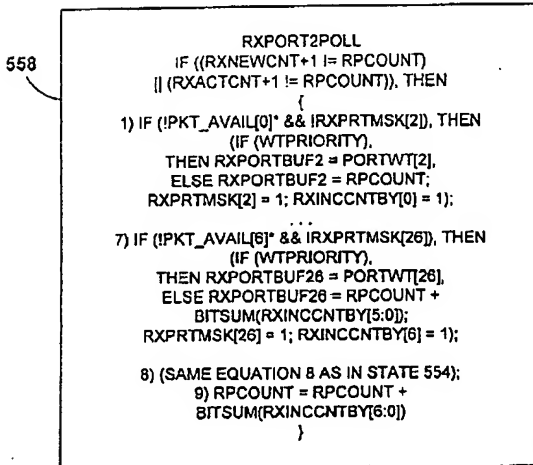 558
RXPORT2POLL
IF ((RXNEWCNT+1 != RPCOUNT)
|| (RXACTCNT+1 != RPCOUNT)), THEN
{
1) IF (!PKT_AVAIL[0]* && !RXPRTMSK[2]), THEN
(IF (WTPRIORITY),
THEN RXPORTBUF2 = PORTWT[2],
ELSE RXPORTBUF2 = RPCOUNT;
RXPRTMSK[2] = 1; RXINCCNTBY[0] = 1);
...
7) IF (!PKT_AVAIL[6]* && !RXPRTMSK[26]), THEN
(IF (WTPRIORITY),
THEN RXPORTBUF26 = PORTWT[26],
ELSE RXPORTBUF26 = RPCOUNT +
BITSUM(RXINCCNTBY[5:0]);
RXPRTMSK[26] = 1; RXINCCNTBY[6] = 1);
8) (SAME EQUATION 8 AS IN STATE 554);
9) RPCOUNT = RPCOUNT +
BITSUM(RXINCCNTBY[6:0])
}